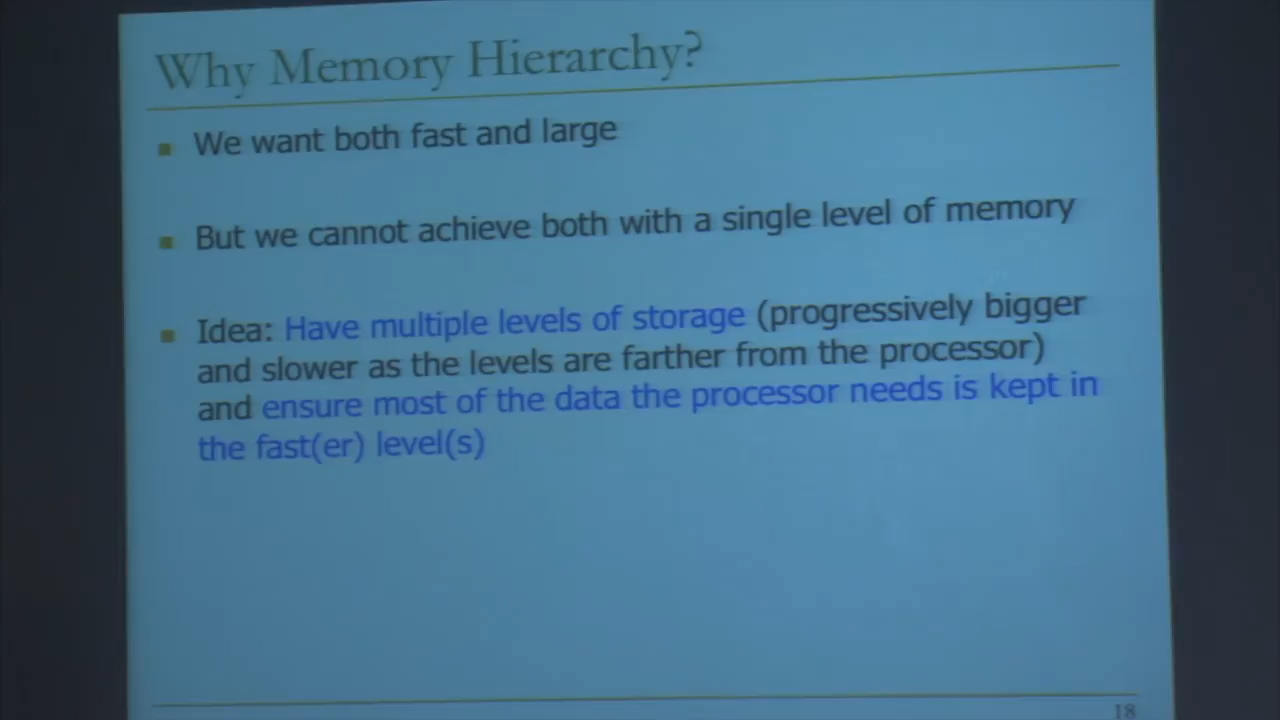 Why Memory Hierarchy?
We want both fast and large
But we cannot achieve both with a single level of memory
Idea: Have multiple levels of storage (progressively bigger
and slower as the levels are farther from the processor)
and ensure most of the data the processor needs is kept in
the fast(er) level(s)
18